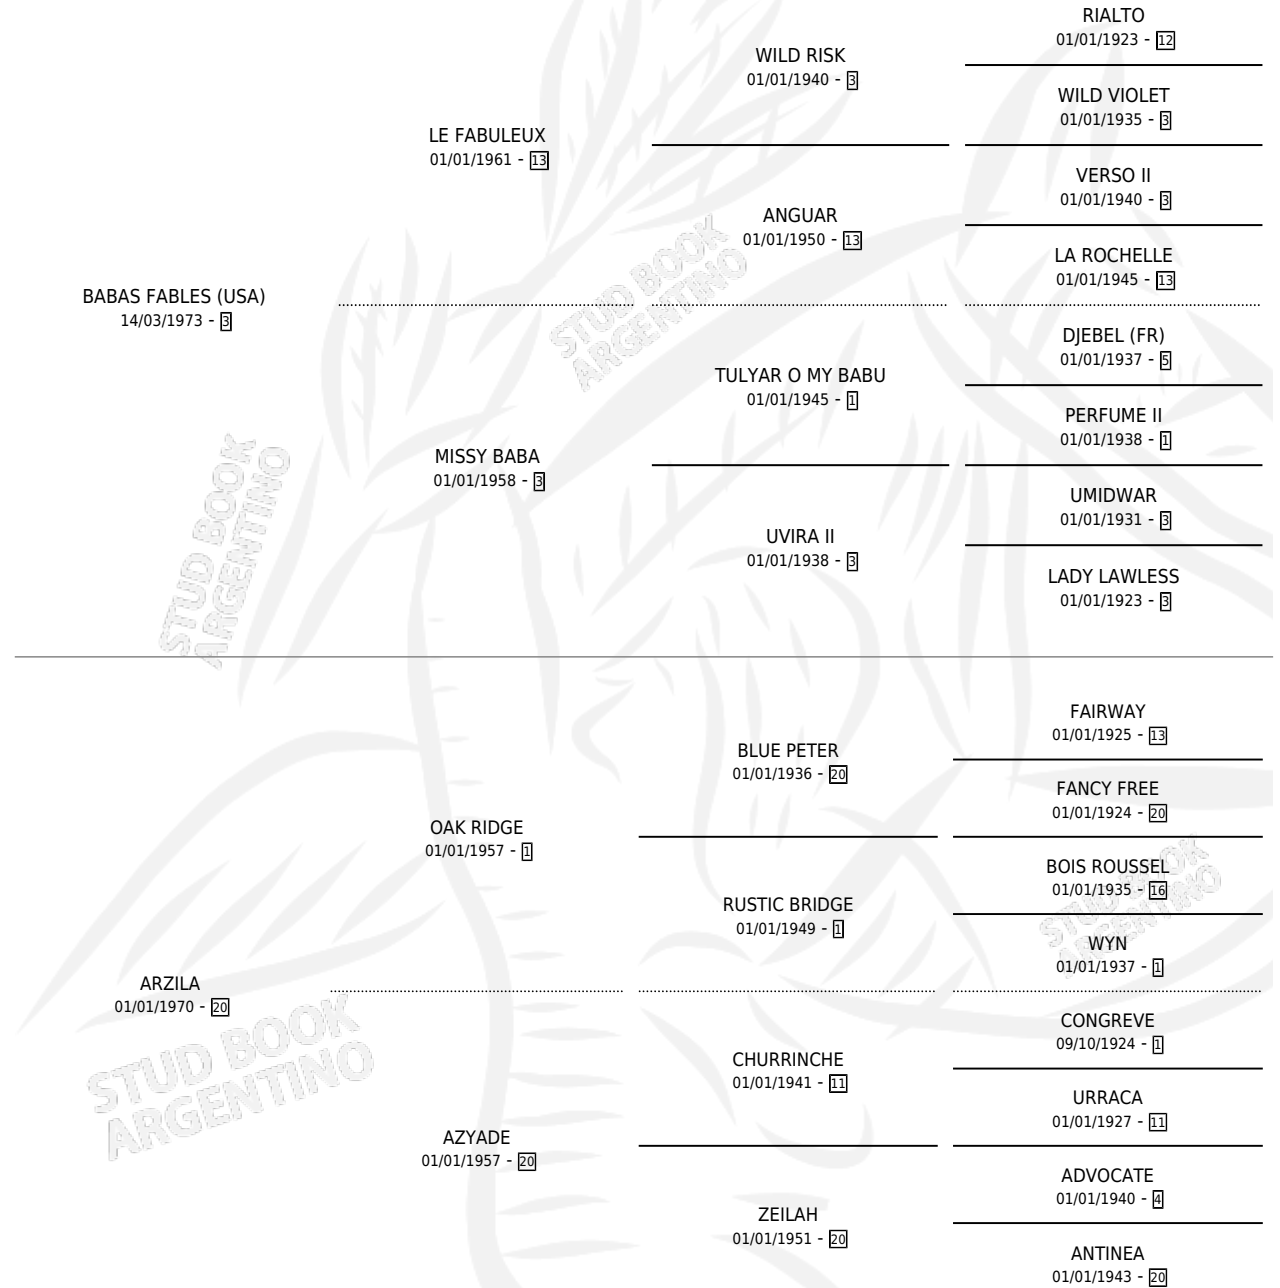 RIALTO
01/01/1923 - 12
WILD RISK
01/01/1940 - 3
WILD VIOLET
01/01/1935 - 3
LE FABULEUX
01/01/1961 - 13
VERSO II
01/01/1940 - 3
ANGUAR
01/01/1950 - 13
LA ROCHELLE
01/01/1945 - 13
BABAS FABLES (USA)
14/03/1973 - 3
DJEBEL (FR)
01/01/1937 - 5
TULYAR O MY BABU
01/01/1945 - 1
PERFUME II
01/01/1938 - 1
MISSY BABA
01/01/1958 - 3
UMIDWAR
01/01/1931 - 3
UVIRA II
01/01/1938 - 3
LADY LAWLESS
01/01/1923 - 3
STUD BOOK
ARGENTINO
STUD BOOK
ARGENTINO
FAIRWAY
01/01/1925 - 13
BLUE PETER
01/01/1936 - 20
FANCY FREE
01/01/1924 - 20
OAK RIDGE
01/01/1957 - 1
BOIS ROUSSEL
01/01/1935 - 16
RUSTIC BRIDGE
01/01/1949 - 1
WYN
01/01/1937 - 1
ARZILA
01/01/1970 - 20
CONGREVE
09/10/1924 - 1
CHURRINCHE
01/01/1941 - 11
URRACA
01/01/1927 - 11
AZYADE
01/01/1957 - 20
ADVOCATE
01/01/1940 - 4
ZEILAH
01/01/1951 - 20
ANTINEA
01/01/1943 - 20
STUD BOOK
ARGENTINO
STUD BOOK
ARGENTINO